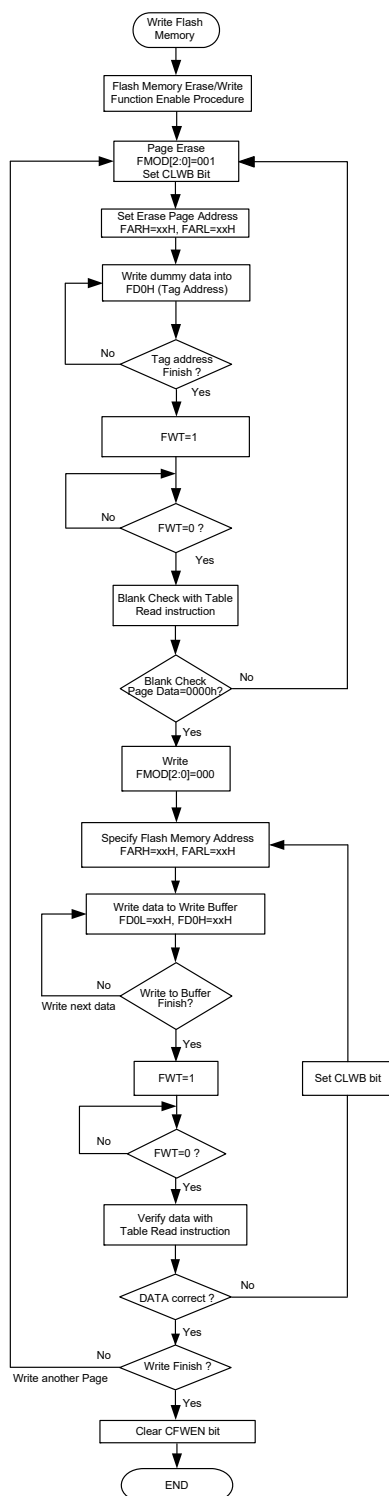 Write Flash
Memory
Flash Memory Erase/Write
Function Enable Procedure
Page Erase
FMOD[2:0]=001
Set CLWB Bit
Set Erase Page Address
FARH=xxH, FARL=xxH
Write dummy data into
FD0H (Tag Address)
No
Tag address
Finish ?
Yes
FWT=1
No
FWT=0 ?
Yes
Blank Check with Table
Read instruction
Blank Check
Page Data=0000h?
No
Yes
Write
FMOD[2:0]=000
Specify Flash Memory Address
FARH=xxH, FARL=xxH
Write data to Write Buffer
FD0L=xxH, FD0H=xxH
No
Write next data
Write to Buffer
Finish?
Yes
FWT=1
Set CLWB bit
No
FWT=0 ?
Yes
Verify data with
Table Read instruction
DATA correct ?
No
Yes
No
Write another Page
Write Finish ?
Yes
Clear CFWEN bit
END